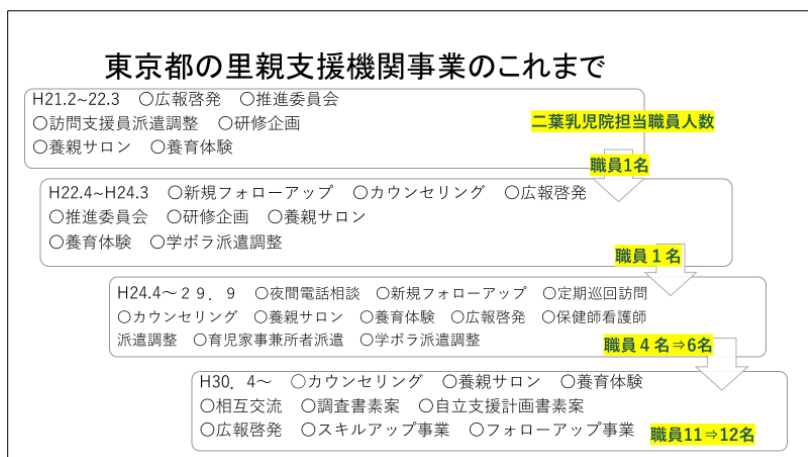 東京都の里親支援機関事業のこれまで
H21.2~22.3　○広報啓発　○推進委員会
○訪問支援員派遣調整　○研修企画
○養親サロン　○養育体験
二葉乳児院担当職員人数
職員1名
H22.4~H24.3　○新規フォローアップ　○カウンセリング　○広報啓発
○推進委員会　○研修企画　○養親サロン
○養育体験　○学ボラ派遣調整
職員１名
H24.4～２９．９　○夜間電話相談　○新規フォローアップ　○定期巡回訪問
○カウンセリング　○養親サロン　○養育体験　○広報啓発　○保健師看護師
派遣調整　○育児家事兼所者派遣　○学ボラ派遣調整
職員４名⇒6名
H30．4～　○カウンセリング　○養親サロン　○養育体験
○相互交流　○調査書素案　○自立支援計画書素案
○広報啓発　○スキルアップ事業　○フォローアップ事業
職員11⇒12名